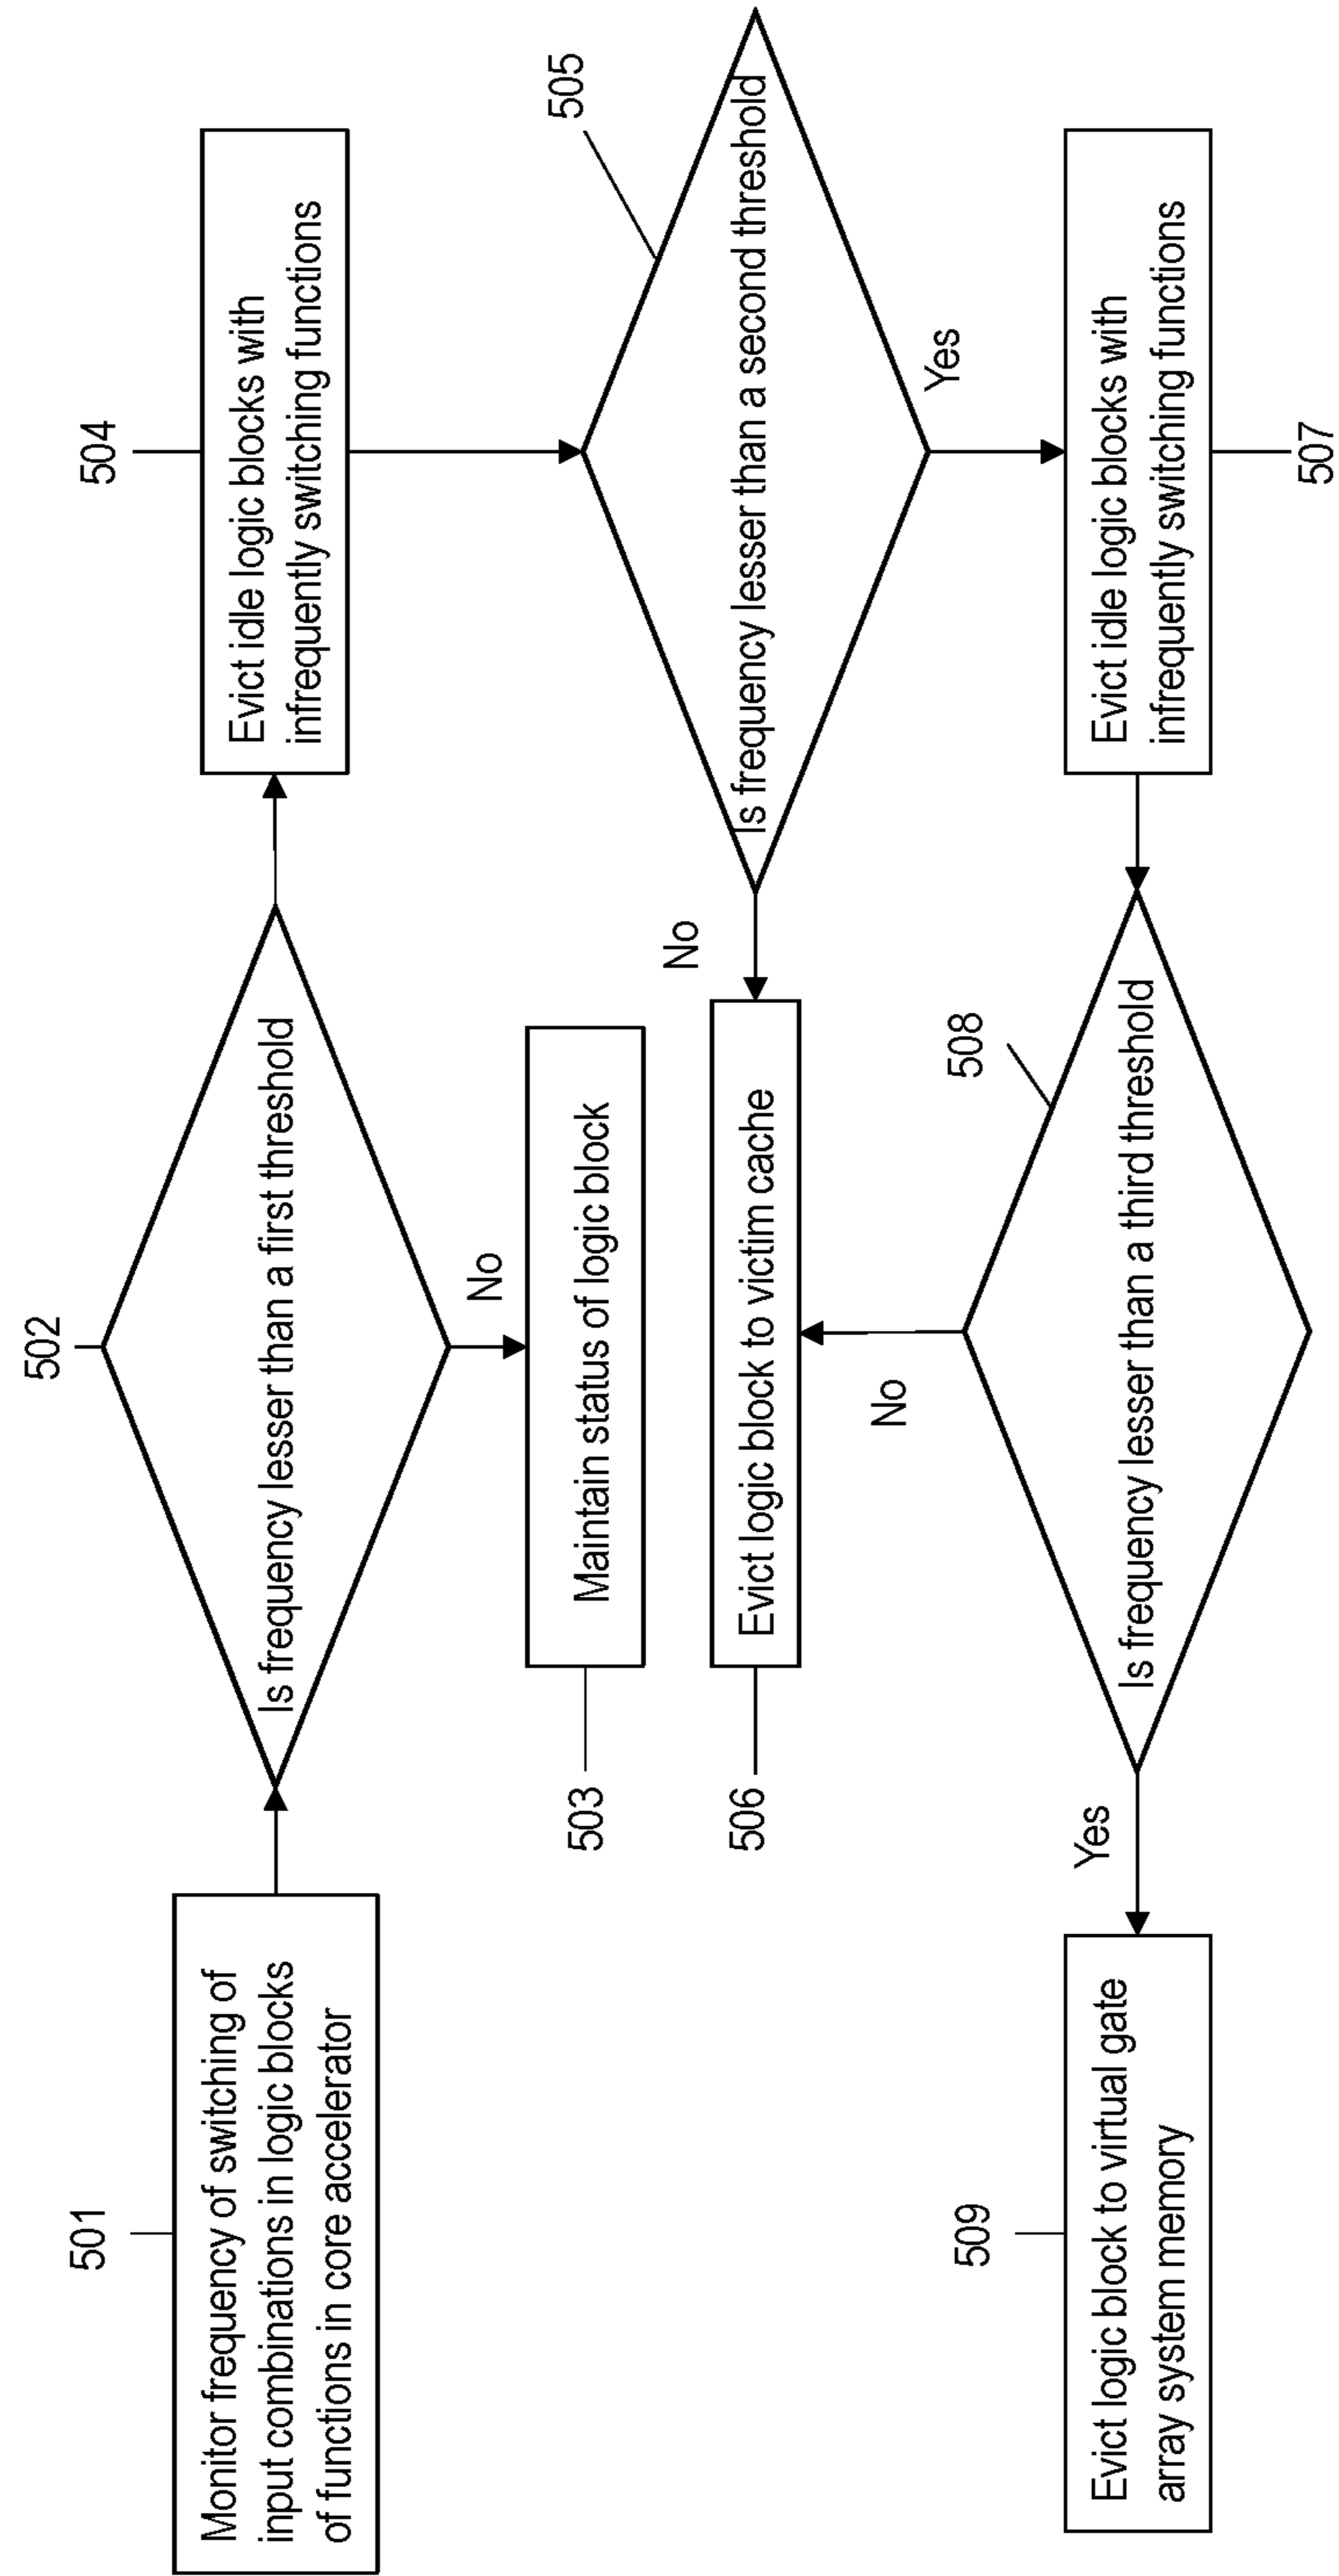 501
Monitor frequency of switching of
input combinations in logic blocks
of functions in core accelerator
502
Is frequency lesser than a first threshold
No
503
Maintain status of logic block
504
Evict idle logic blocks with
infrequently switching functions
505
Is frequency lesser than a second threshold
No
Yes
506
Evict logic block to victim cache
507
Evict idle logic blocks with
infrequently switching functions
508
Is frequency lesser than a third threshold
No
Yes
509
Evict logic block to virtual gate
array system memory